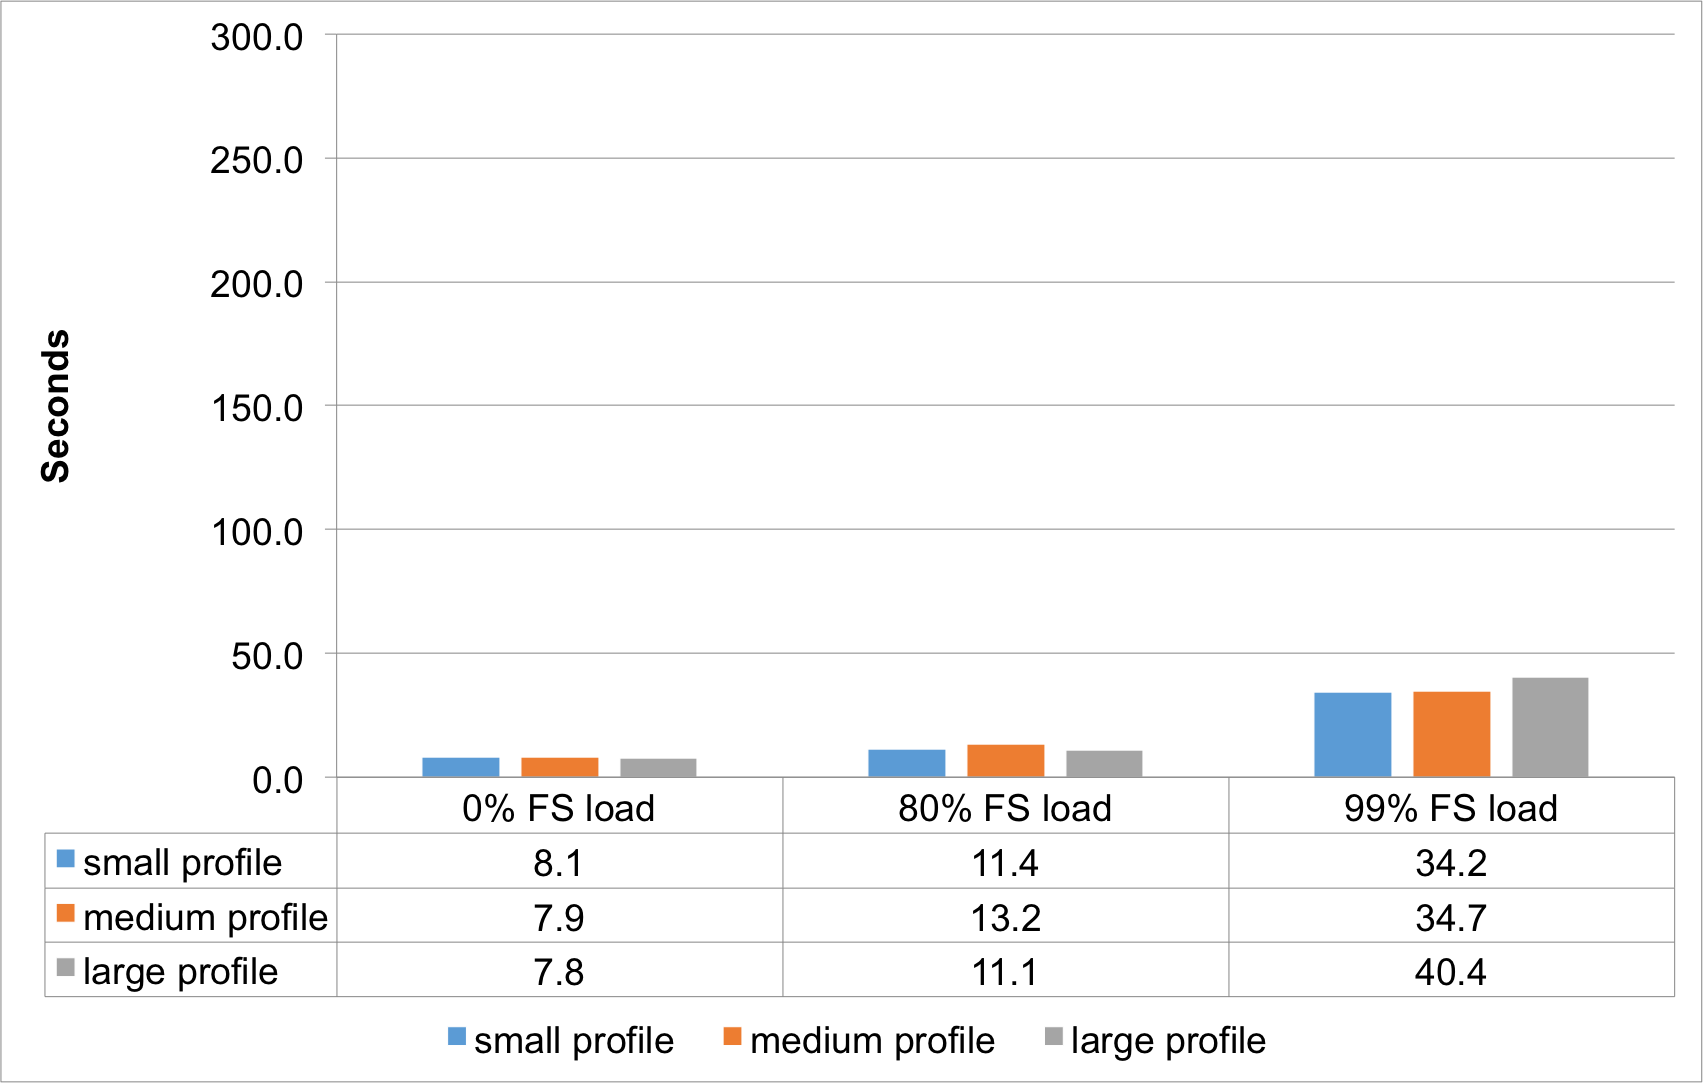 300.0
250.0
200.0
150.0
100.0
50.0
0.0
Seconds
0% FS load 80% FS load 99% FS load
small profile 8.1 11.4 34.2
medium profile 7.9 13.2 34.7
large profile 7.8 11.1 40.4
small profile medium profile large profile